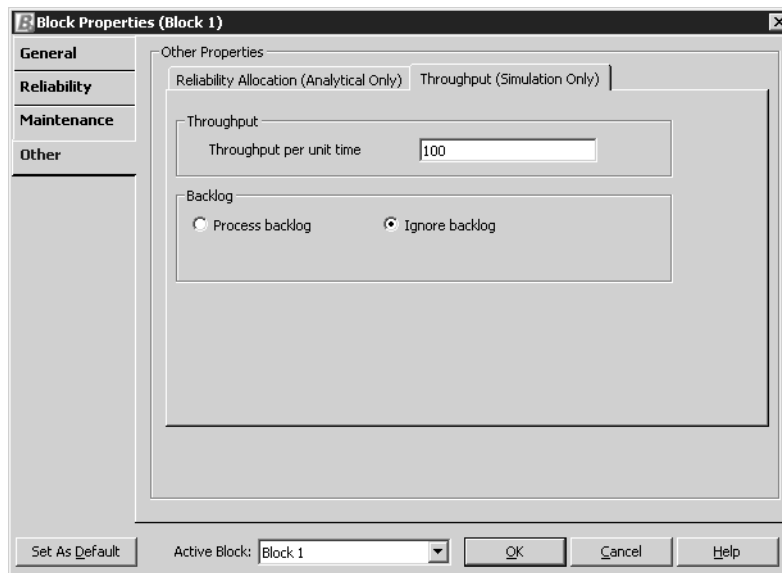 Block Properties (Block 1)
General
Reliability
Maintenance
Other
Other Properties
Reliability Allocation (Analytical Only) Throughput (Simulation Only)
Throughput
Throughput per unit time 100
Backlog
Process backlog Ignore backlog
Set As Default Active Block: Block 1 OK Cancel Help